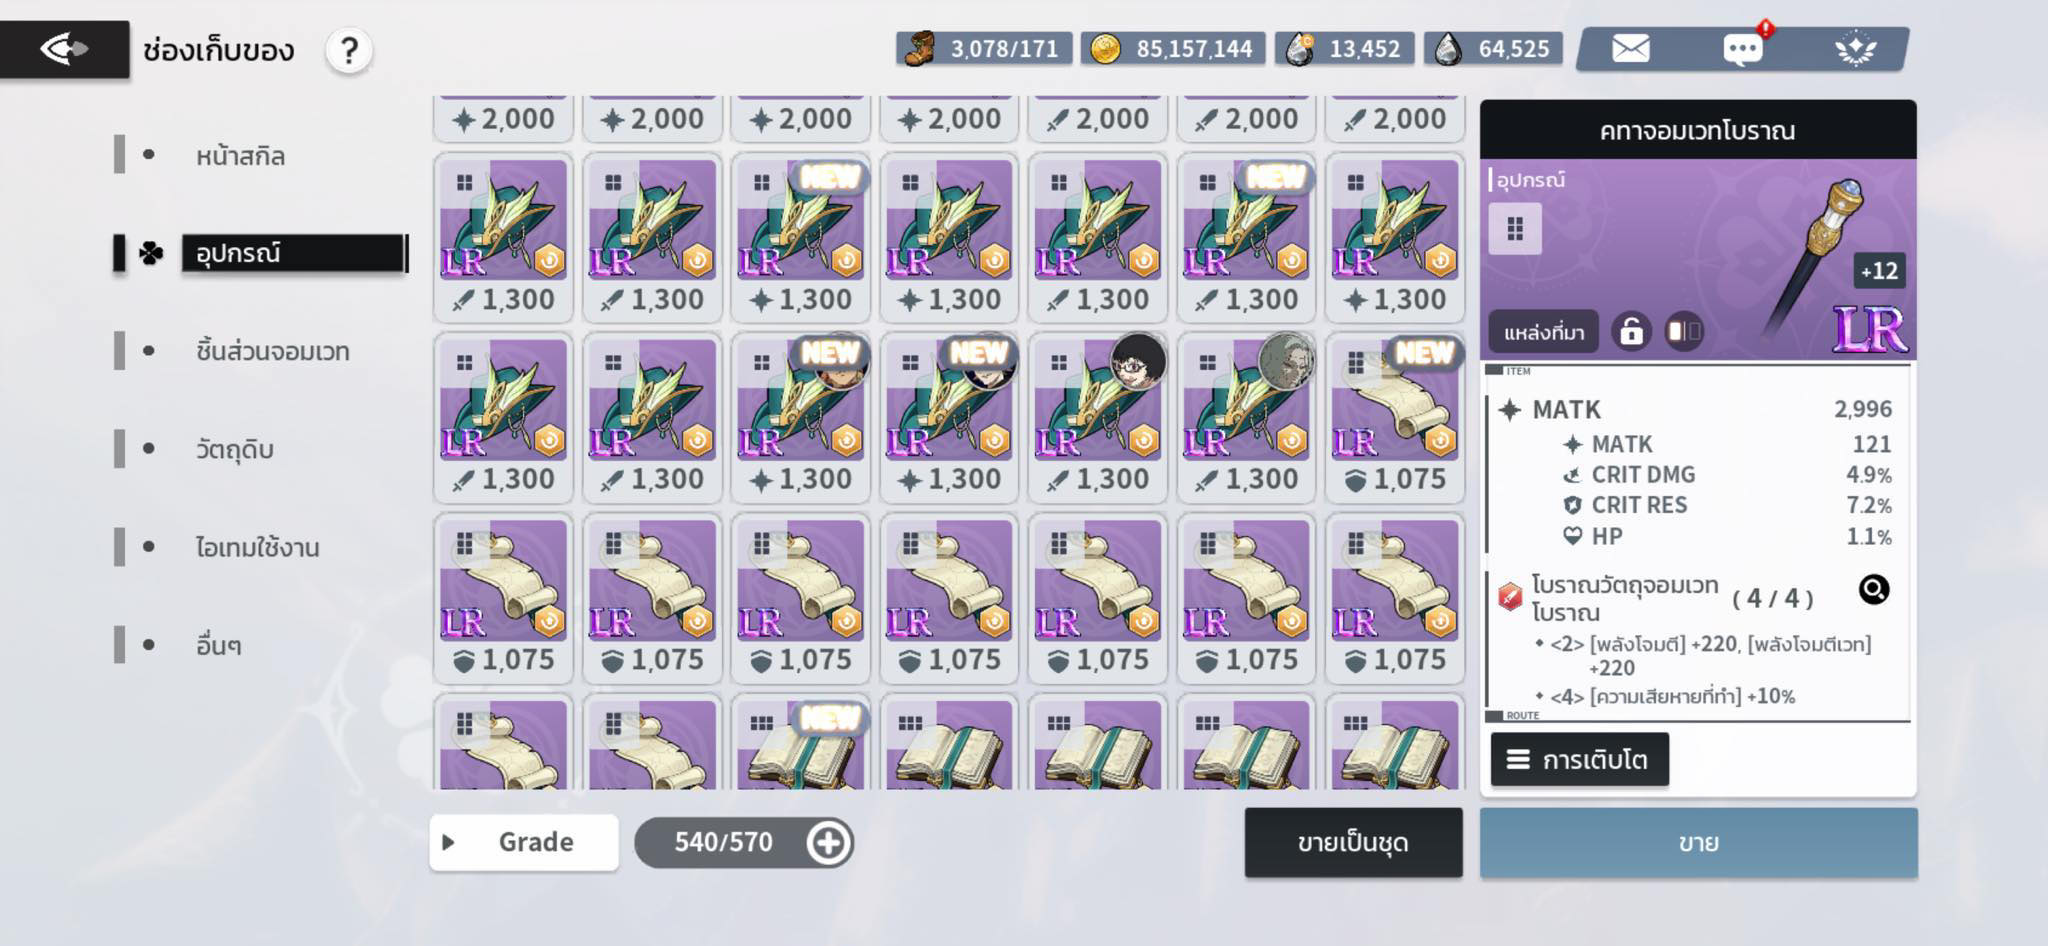 ช่องเก็บของ ?
3,078/171 85,157,144 13,452 64,525
หน้าสกิล
อุปกรณ์
ชิ้นส่วนจอมเวท
วัตถุดิบ
ไอเทมใช้งาน
อื่นๆ
2,000 2,000 2,000 2,000 2,000 2,000 2,000
NEW NEW
LR LR LR LR LR LR LR
1,300 1,300 1,300 1,300 1,300 1,300 1,300
NEW NEW NEW
LR LR LR LR LR LR LR
1,300 1,300 1,300 1,300 1,300 1,300 1,075
LR LR LR LR LR LR LR
1,075 1,075 1,075 1,075 1,075 1,075 1,075
NEW
Grade 540/570
ขายเป็นชุด
คทาจอมเวทโบราณ
อุปกรณ์
+12
แหล่งที่มา
LR
ITEM
MATK 2,996
MATK 121
CRIT DMG 4.9%
CRIT RES 7.2%
HP 1.1%
โบราณวัตถุจอมเวท
โบราณ ( 4 / 4 )
<2> [พลังโจมตี] +220, [พลังโจมตีเวท]
+220
<4> [ความเสียหายที่ทำ] +10%
ROUTE
การเติบโต
ขาย